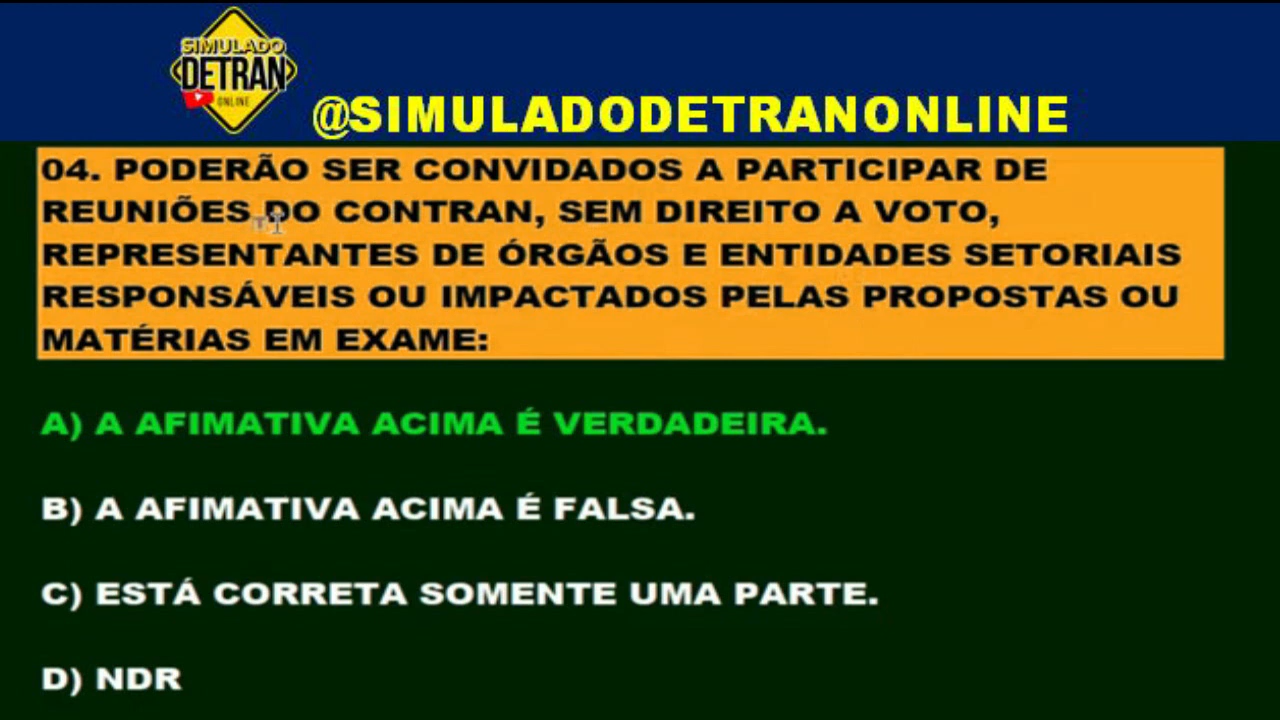 SIMULADO
DETRAN
ONLINE
@SIMULADODETRANONLINE
04. PODERÃO SER CONVIDADOS A PARTICIPAR DE
REUNIÕES DO CONTRAN, SEM DIREITO A VOTO,
REPRESENTANTES DE ÓRGÃOS E ENTIDADES SETORIAIS
RESPONSÁVEIS OU IMPACTADOS PELAS PROPOSTAS OU
MATÉRIAS EM EXAME:
A) A AFIMATIVA ACIMA É VERDADEIRA.
B) A AFIMATIVA ACIMA É FALSA.
C) ESTÁ CORRETA SOMENTE UMA PARTE.
D) NDR